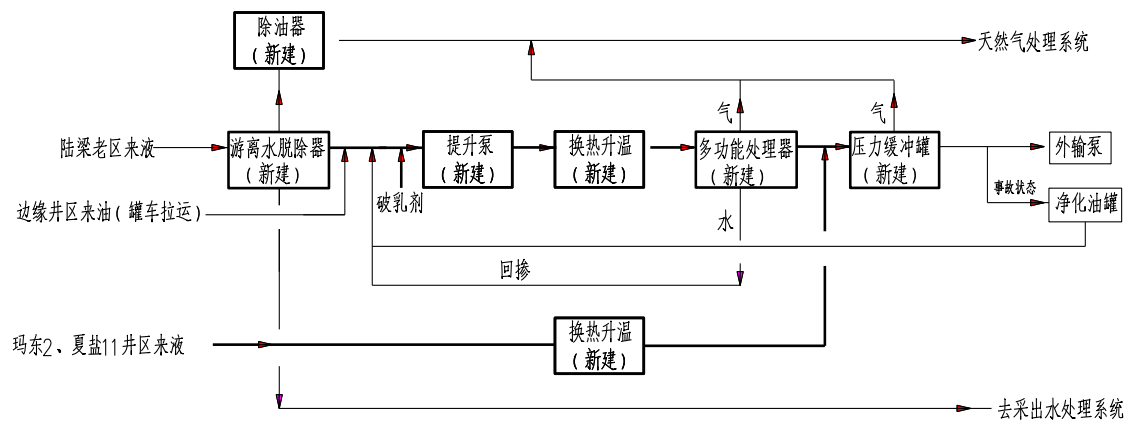 除油器
(新建)
天然气处理系统
气
气
陆梁老区来液
游离水脱除器
(新建)
提升泵
(新建)
换热升温
(新建)
多功能处理器
(新建)
压力缓冲罐
(新建)
外输泵
事故状态
净化油罐
破乳剂
边缘井区来油(罐车拉运)
水
回掺
玛东2、夏盐11井区来液
换热升温
(新建)
去采出水处理系统